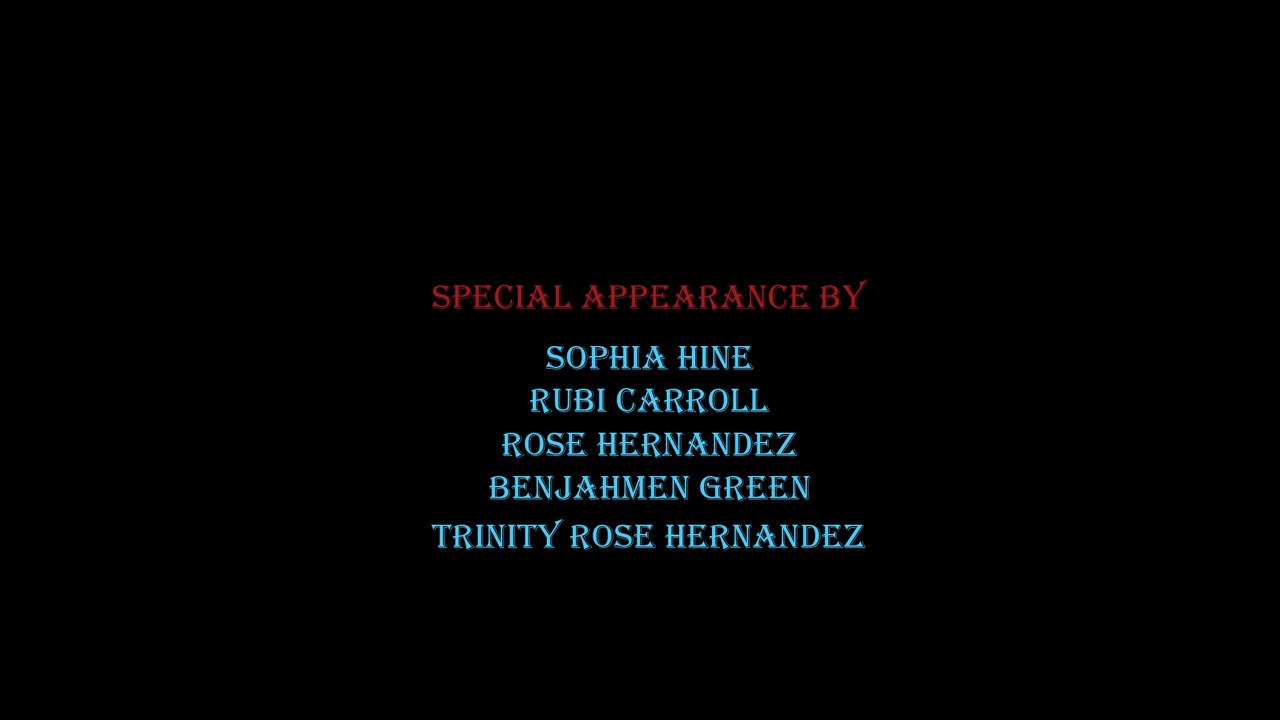 SPECIAL APPEARANCE BY
SOPHIA HINE
RUBI CARROLL
ROSE HERNANDEZ
BENJAHMEN GREEN
TRINITY ROSE HERNANDEZ